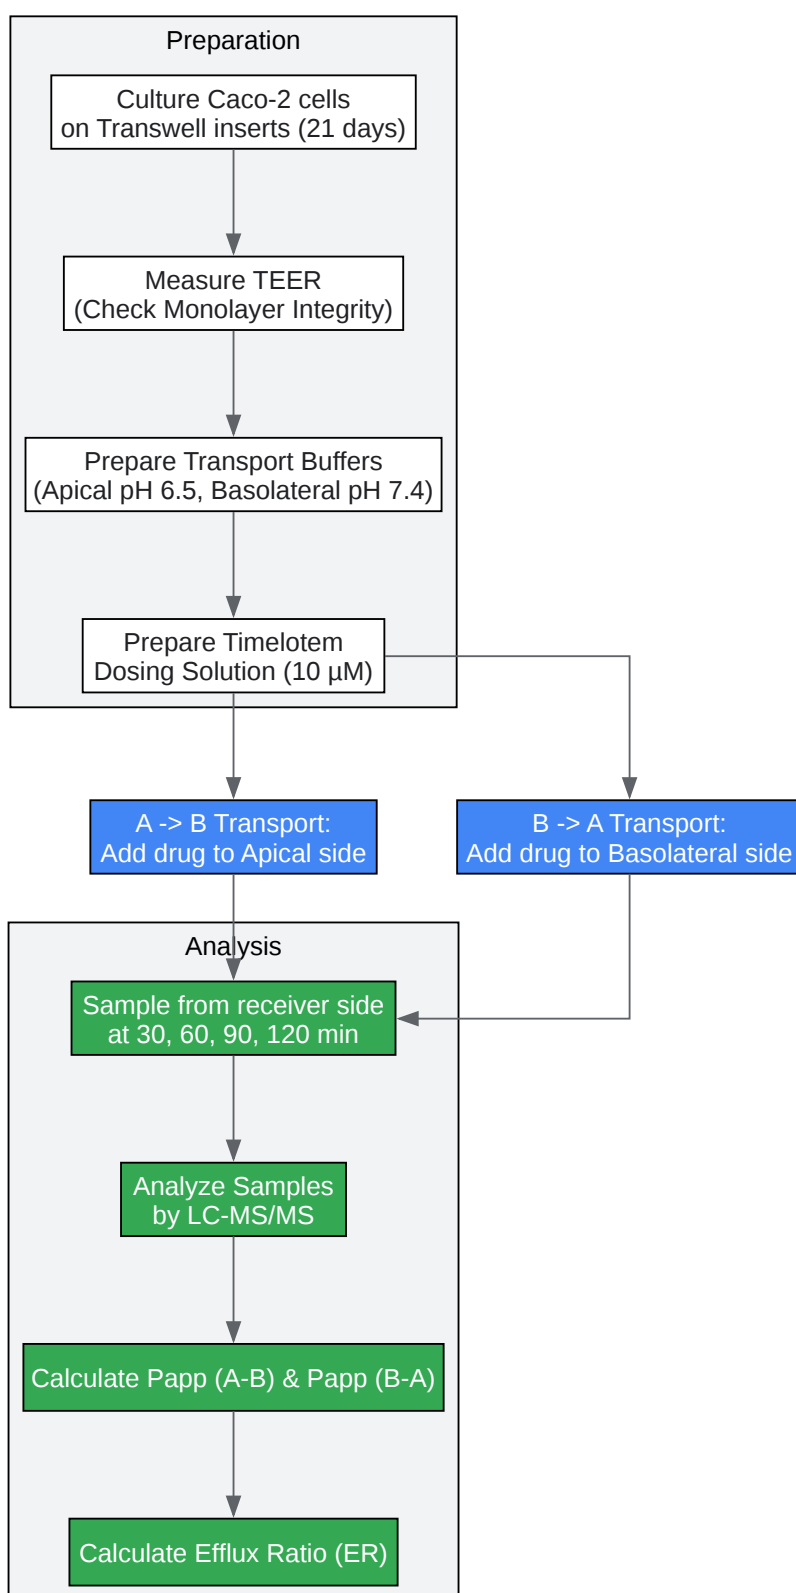 Preparation
Culture Caco-2 cells
on Transwell inserts (21 days)
Measure TEER
(Check Monolayer Integrity)
Prepare Transport Buffers
(Apical pH 6.5, Basolateral pH 7.4)
Prepare Timelotem
Dosing Solution (10 µM)
A -> B Transport:
Add drug to Apical side
B -> A Transport:
Add drug to Basolateral side
Analysis
Sample from receiver side
at 30, 60, 90, 120 min
Analyze Samples
by LC-MS/MS
Calculate Papp (A-B) & Papp (B-A)
Calculate Efflux Ratio (ER)